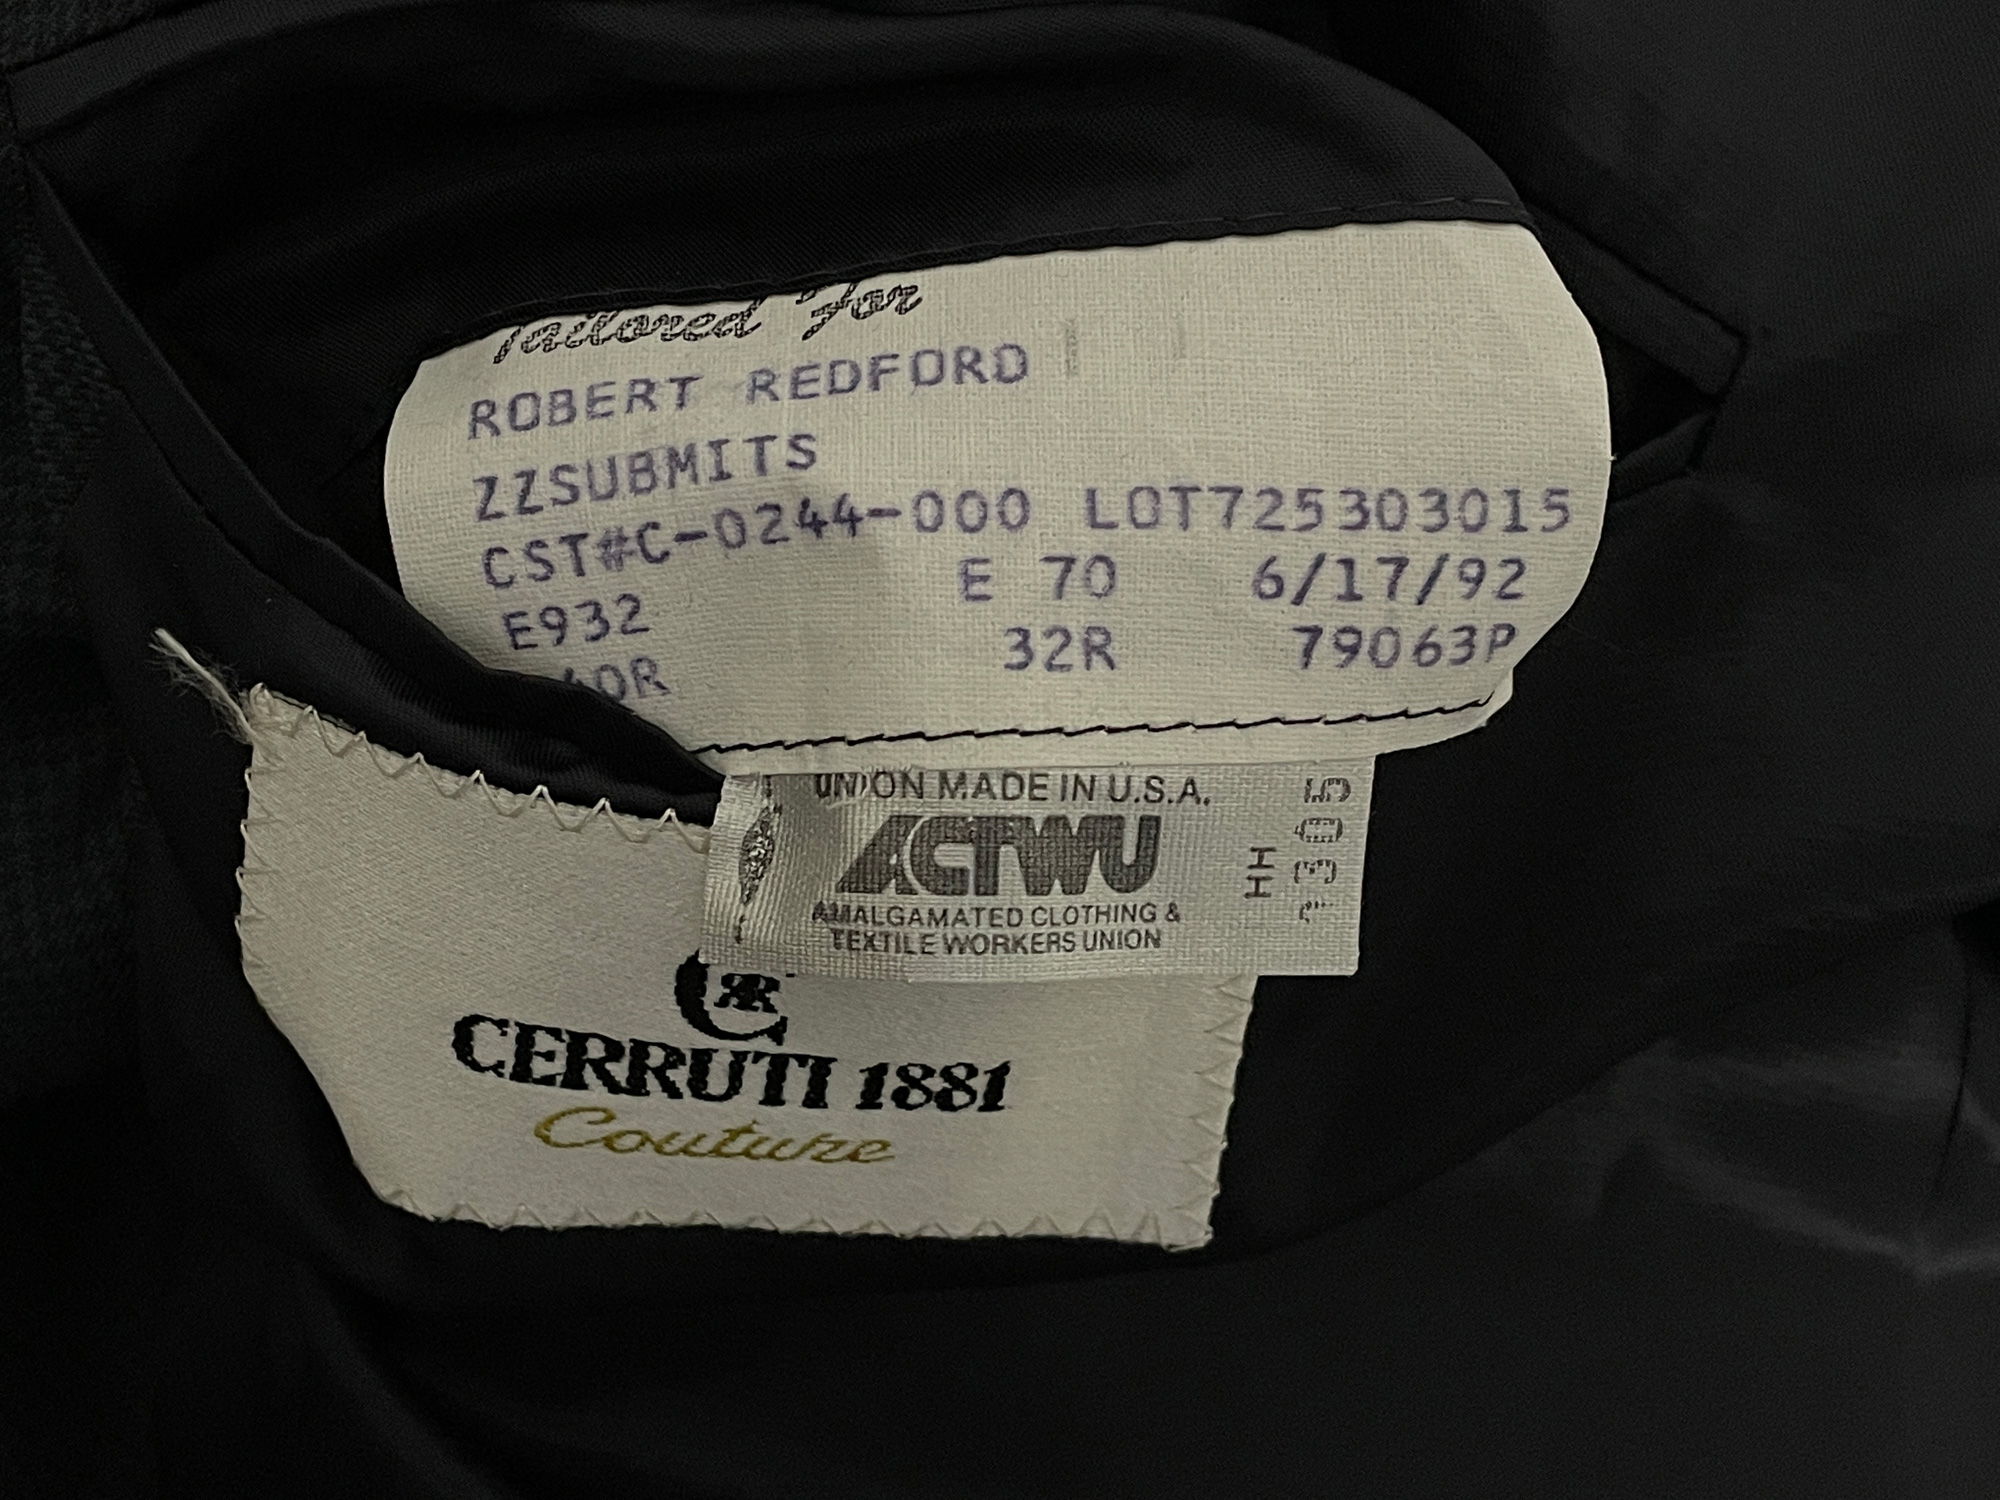 Tailored For
ROBERT REDFORD
ZZSUBMITS
CST#C-0244-000 LOT725303015
E932 E 70 6/17/92
40R 32R 79063P
UNION MADE IN U.S.A.
ACTWU
AMALGAMATED CLOTHING &
TEXTILE WORKERS UNION
HH
CERRUTI 1881
Couture